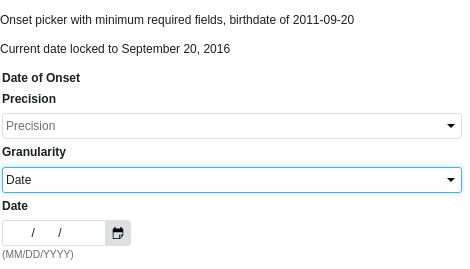 Onset picker with minimum required fields, birthdate of 2011-09-20
Current date locked to September 20, 2016
Date of Onset
Precision
Precision
Granularity
Date
Date
/ /
(MM/DD/YYYY)